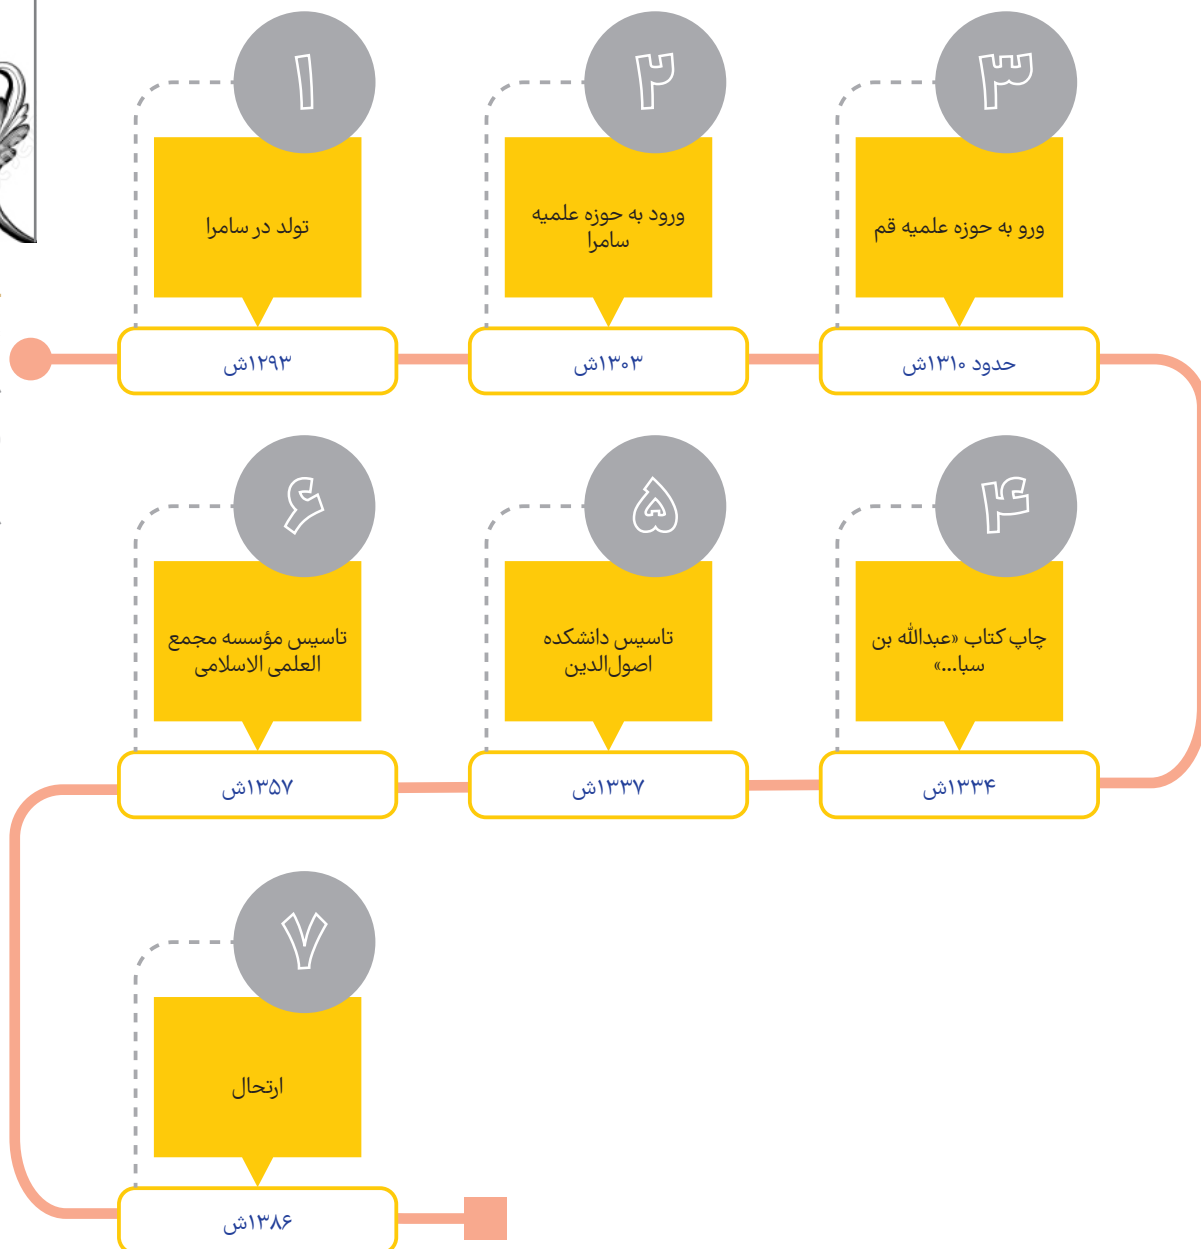 ۱
تولد در سامرا
۱۲۹۳ش
۲
ورود به حوزه علمیه
سامرا
۱۳۰۳ش
۳
ورو به حوزه علمیه قم
حدود ۱۳۱۰ش
۴
چاپ کتاب «عبدالله بن
سبا...»
۱۳۳۴ش
۵
تاسیس دانشکده
اصول‌الدین
۱۳۳۷ش
۶
تاسیس مؤسسه مجمع
العلمی الاسلامی
۱۳۵۷ش
۷
ارتحال
۱۳۸۶ش